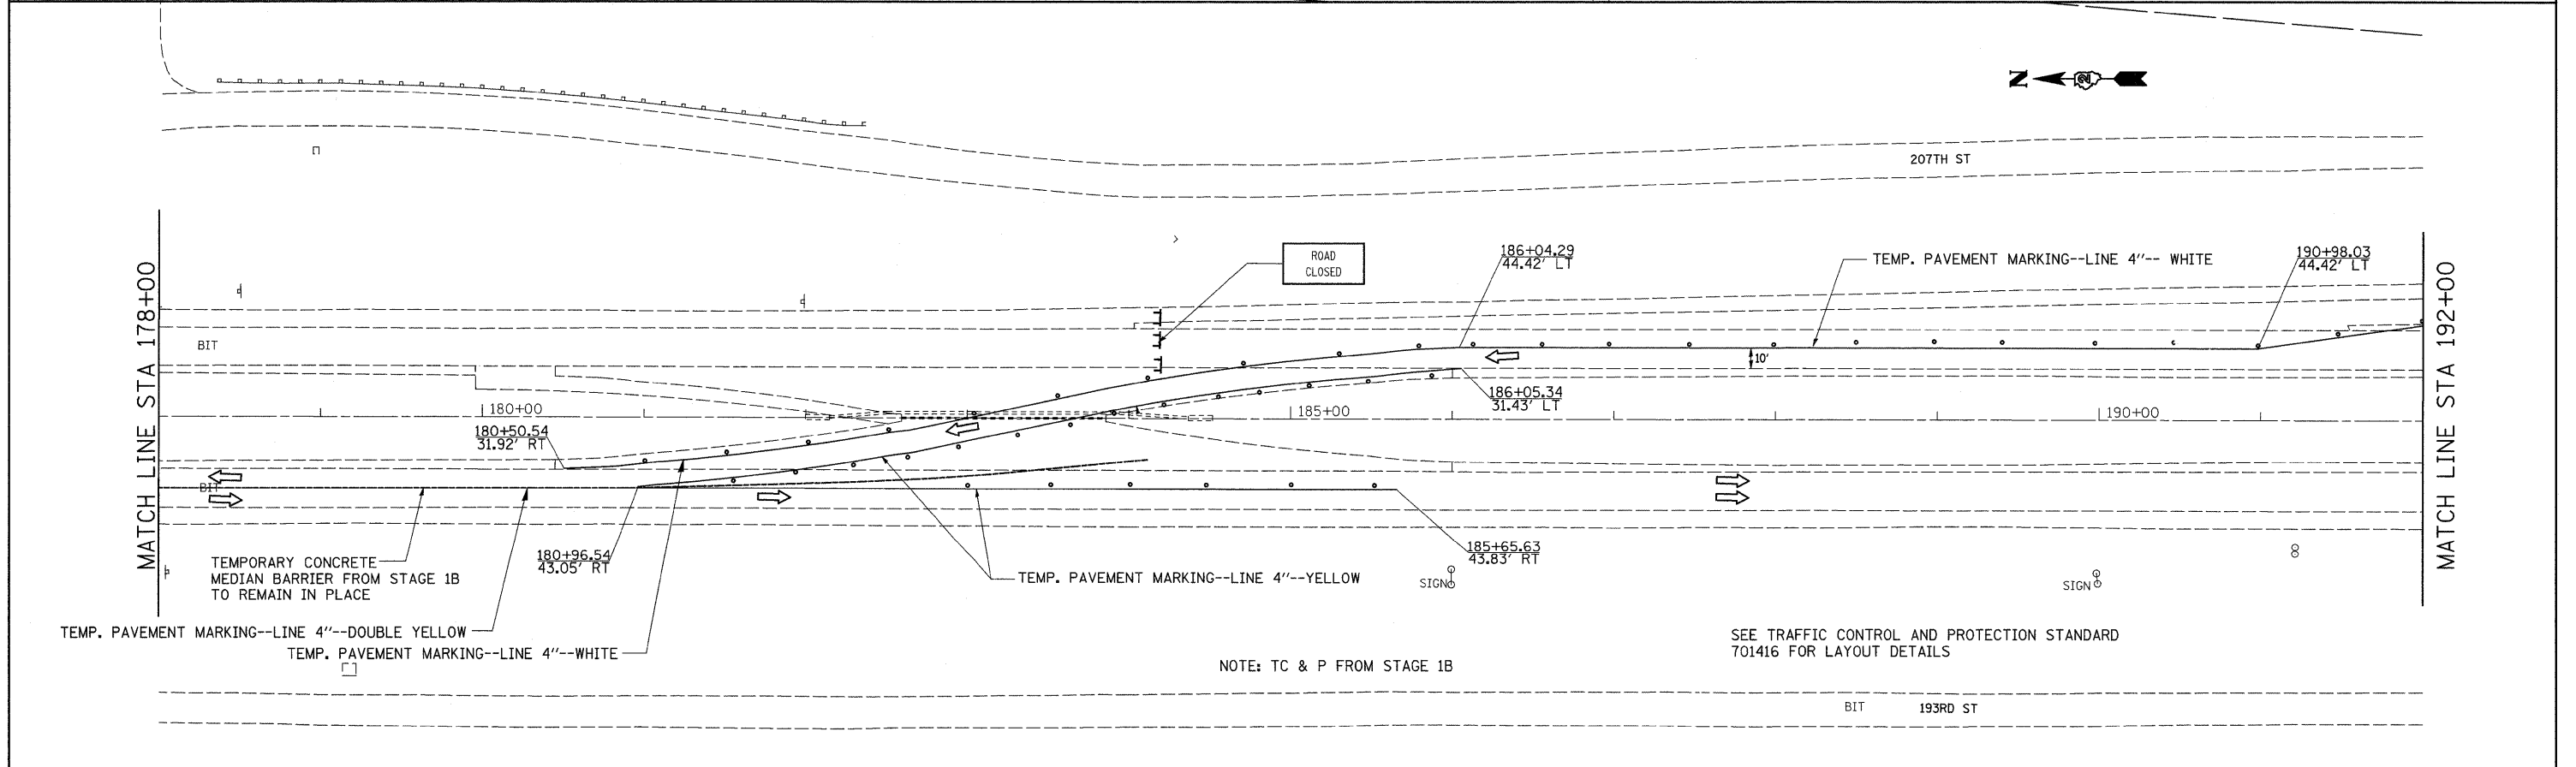 N
2
207TH ST
ROAD
CLOSED
186+04.29
44.42' LT
TEMP. PAVEMENT MARKING--LINE 4"-- WHITE
190+98.03
44.42' LT
MATCH LINE STA 178+00
MATCH LINE STA 192+00
BIT
10'
186+05.34
31.43' LT
180+00
185+00
190+00
180+50.54
31.92' RT
BIT
180+96.54
43.05' RT
185+65.63
43.83' RT
TEMPORARY CONCRETE
MEDIAN BARRIER FROM STAGE 1B
TO REMAIN IN PLACE
TEMP. PAVEMENT MARKING--LINE 4"--YELLOW
SIGN
SIGN
TEMP. PAVEMENT MARKING--LINE 4"--DOUBLE YELLOW
TEMP. PAVEMENT MARKING--LINE 4"--WHITE
NOTE: TC & P FROM STAGE 1B
SEE TRAFFIC CONTROL AND PROTECTION STANDARD
701416 FOR LAYOUT DETAILS
BIT
193RD ST